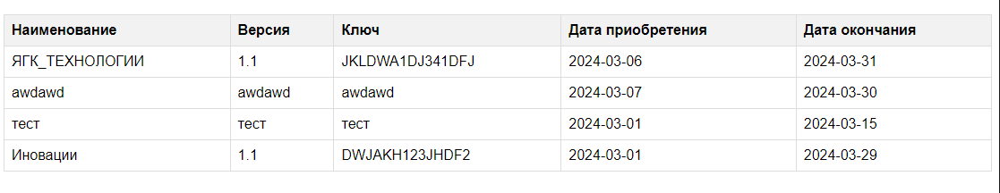 Наименование Версия Ключ Дата приобретения Дата окончания
ЯГК_ТЕХНОЛОГИИ 1.1 JKLDWA1DJ341DFJ 2024-03-06 2024-03-31
awdawd awdawd awdawd 2024-03-07 2024-03-30
тест тест тест 2024-03-01 2024-03-15
Иновации 1.1 DWJAKH123JHDF2 2024-03-01 2024-03-29